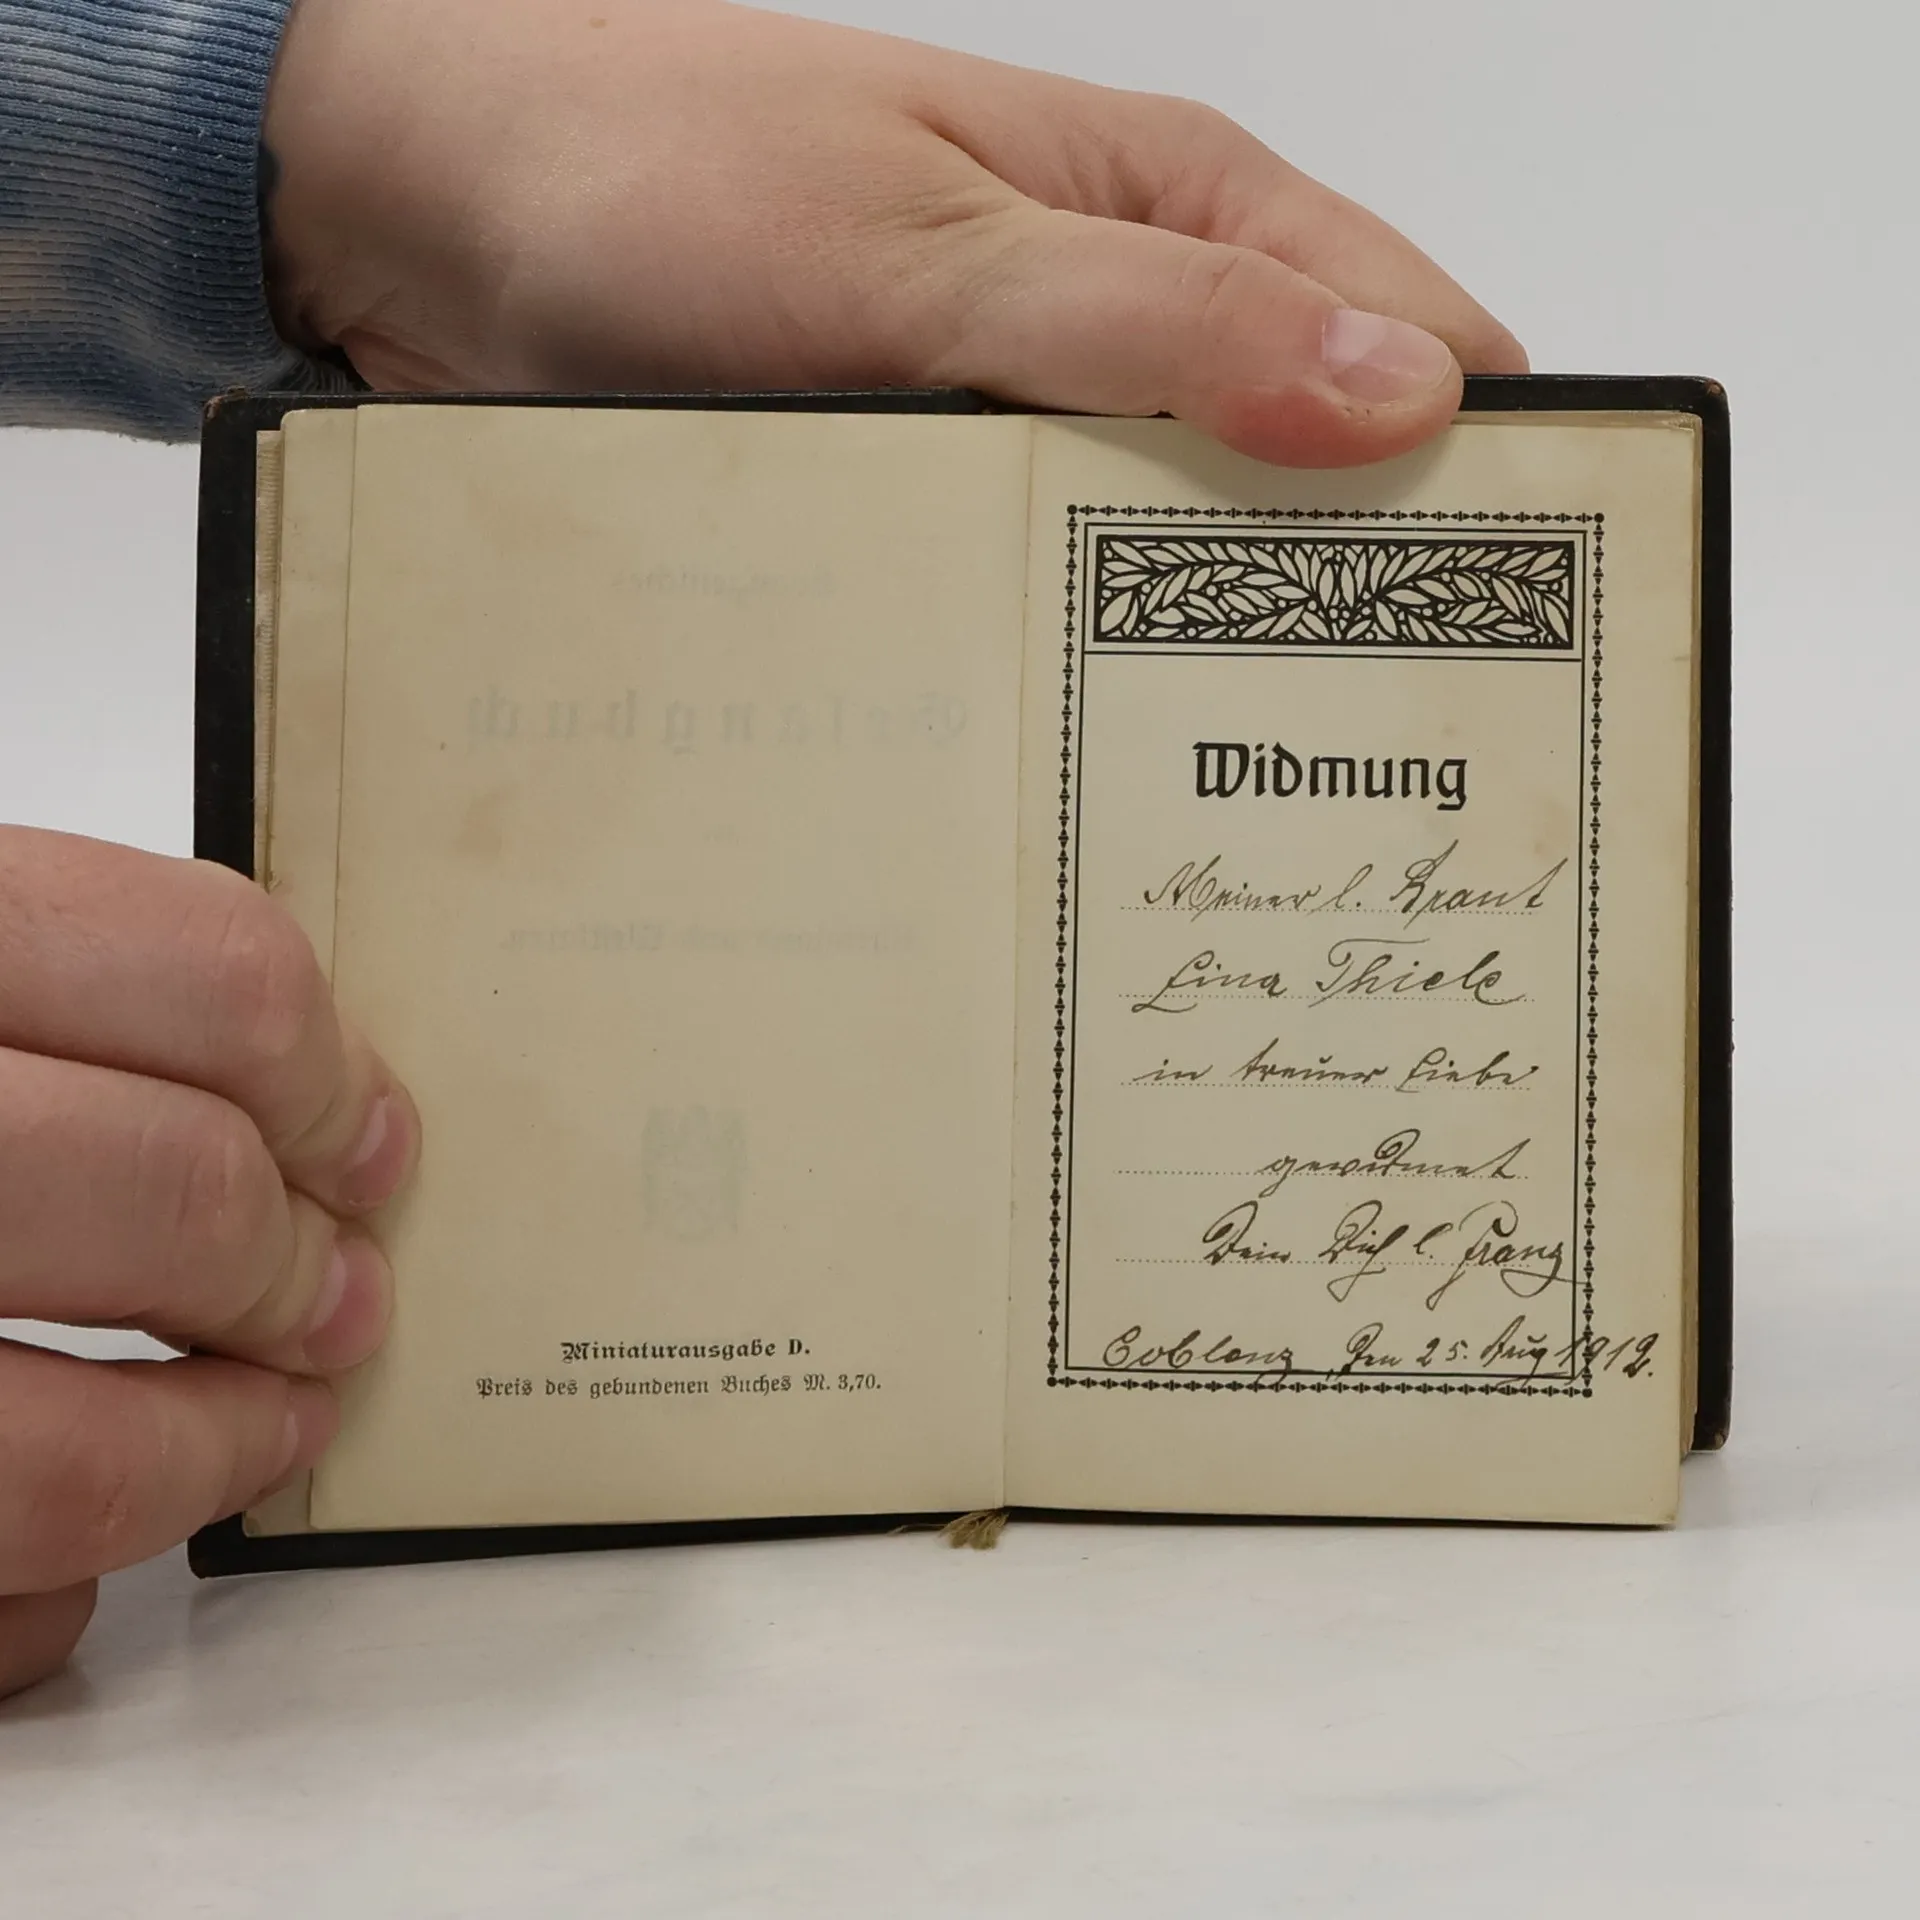 Gesangbuch
Miniaturausgabe D.
Preis des gebundenen Buches M. 3,70.
Widmung
Meiner l. Braut
Lina Thiele
in treuer Liebe
gewidmet
Dein Dich l. Franz
Coblenz, den 25. Aug 1912.